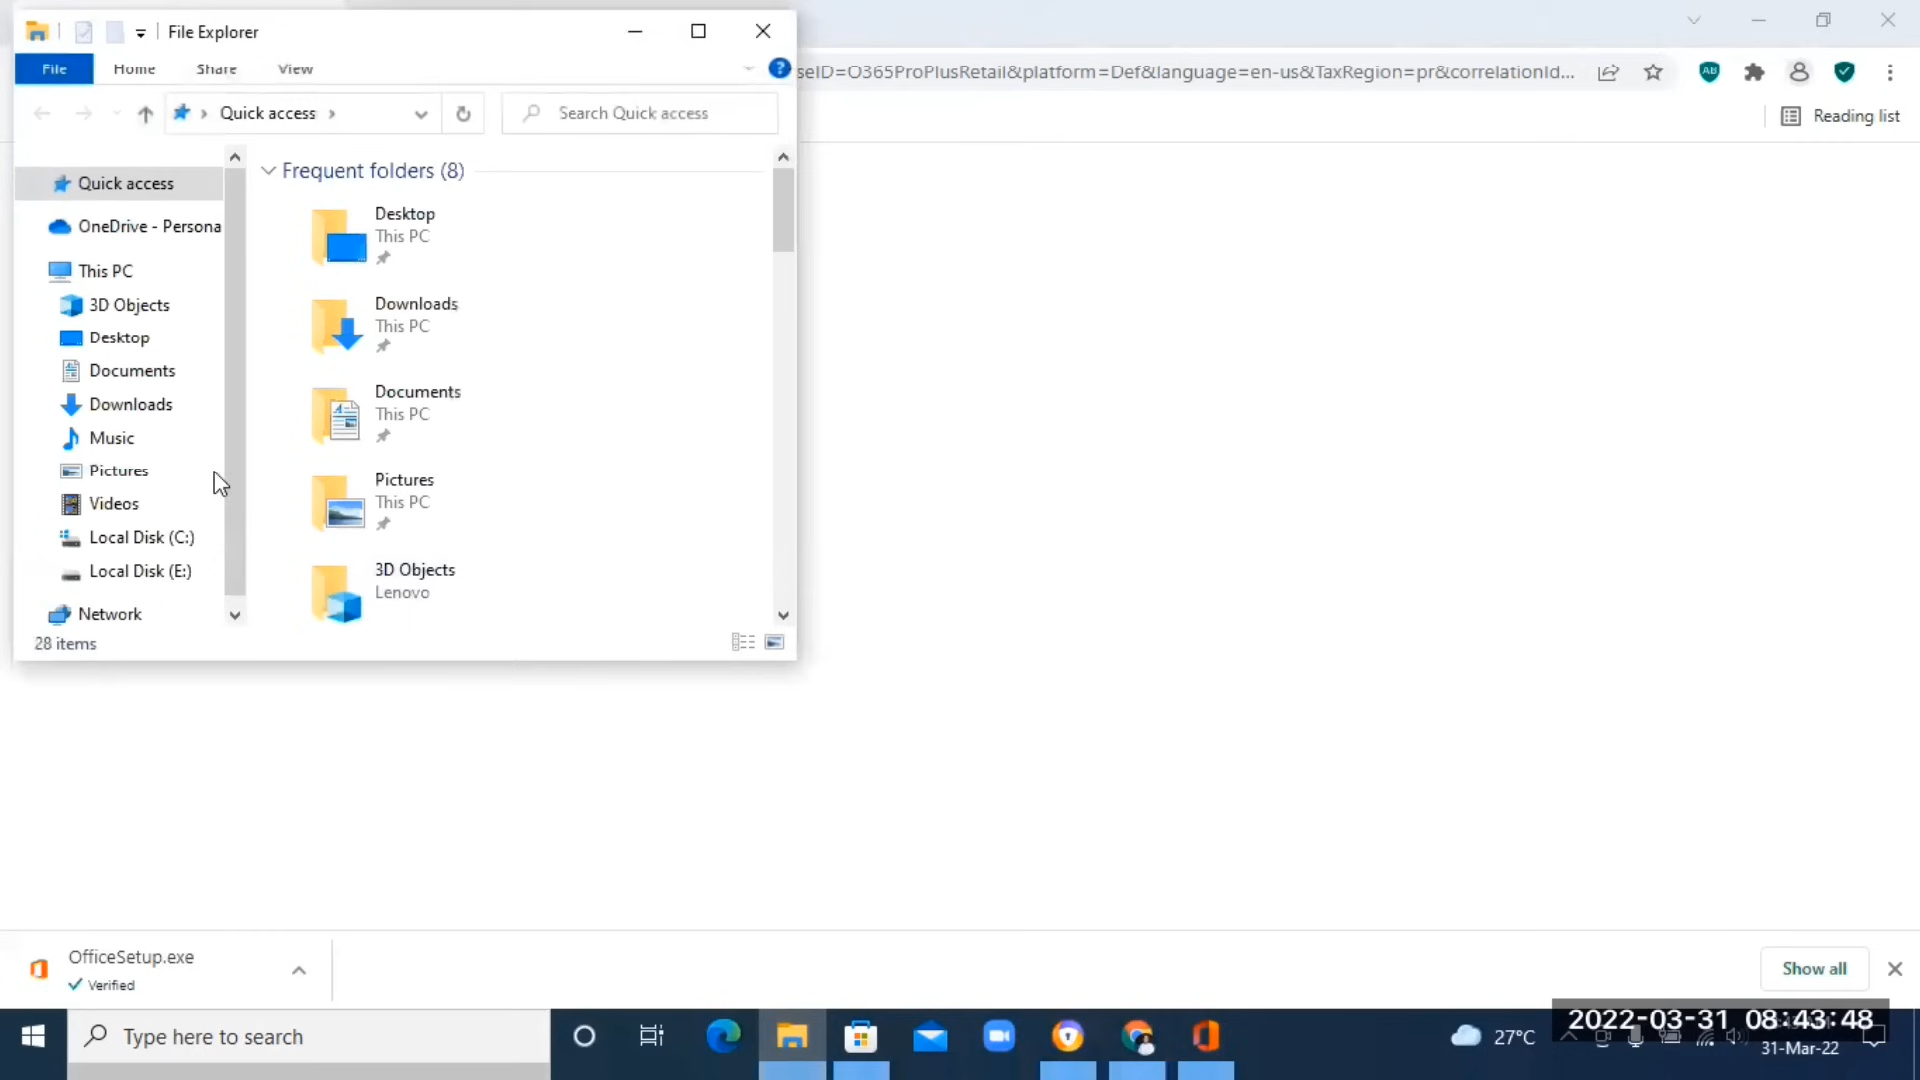 File Explorer
File Home Share View
seID=O365ProPlusRetail&platform=Def&language=en-us&TaxRegion=pr&correlationId...
Quick access
Search Quick access
Reading list
Quick access
OneDrive - Persona
This PC
3D Objects
Desktop
Documents
Downloads
Music
Pictures
Videos
Local Disk (C:)
Local Disk (E:)
Network
28 items
Frequent folders (8)
Desktop
This PC
Downloads
This PC
Documents
This PC
Pictures
This PC
3D Objects
Lenovo
OfficeSetup.exe
Verified
Show all
Type here to search
27°C
2022-03-31 08:43:48
31-Mar-22